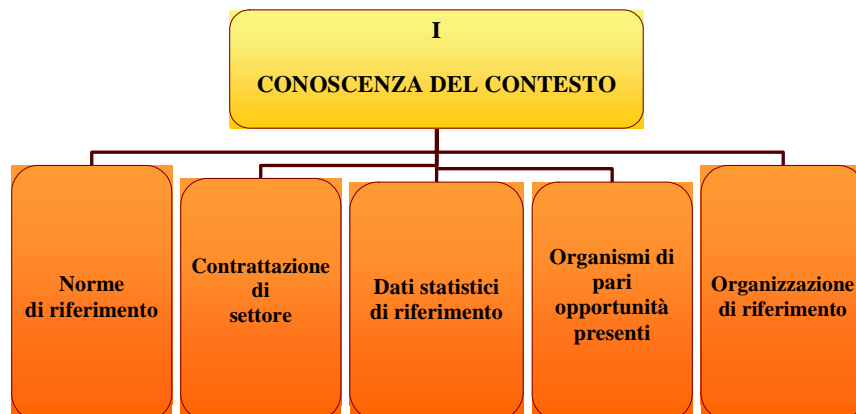 I
CONOSCENZA DEL CONTESTO
Norme
di riferimento
Contrattazione
di
settore
Dati statistici
di riferimento
Organismi di
pari
opportunità
presenti
Organizzazione
di riferimento